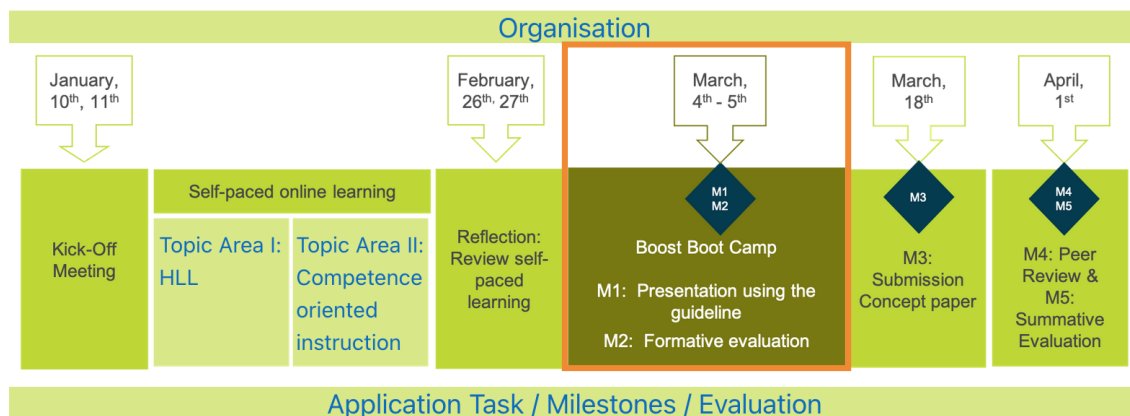 Organisation
January,
10th, 11th
February,
26th, 27th
March,
4th - 5th
March,
18th
April,
1st
Kick-Off
Meeting
Self-paced online learning
Topic Area I:
HLL
Topic Area II:
Competence
oriented
instruction
Reflection:
Review self-
paced
learning
M1
M2
Boost Boot Camp
M1: Presentation using the
guideline
M2: Formative evaluation
M3
M3:
Submission
Concept paper
M4
M5
M4: Peer
Review &
M5:
Summative
Evaluation
Application Task / Milestones / Evaluation